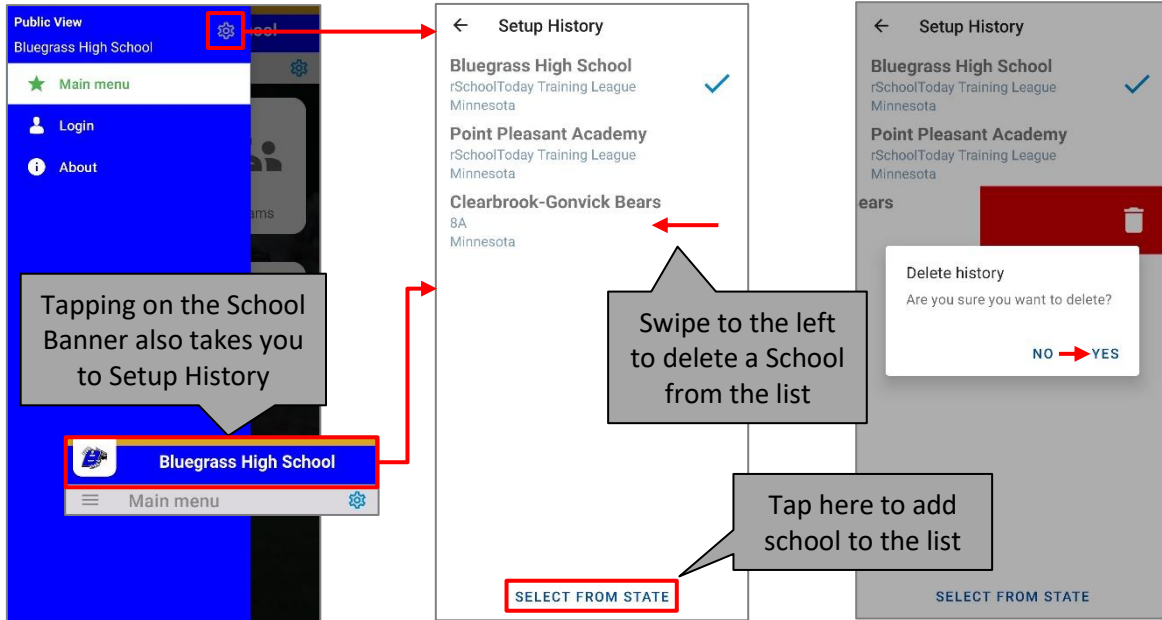 Public View
Bluegrass High School
ool
Main menu
Login
About
ams
Tapping on the School
Banner also takes you
to Setup History
Bluegrass High School
Main menu
Setup History
Bluegrass High School
rSchoolToday Training League
Minnesota
Point Pleasant Academy
rSchoolToday Training League
Minnesota
Clearbrook-Gonvick Bears
8A
Minnesota
Swipe to the left
to delete a School
from the list
Tap here to add
school to the list
SELECT FROM STATE
Setup History
Bluegrass High School
rSchoolToday Training League
Minnesota
Point Pleasant Academy
rSchoolToday Training League
Minnesota
ears
Delete history
Are you sure you want to delete?
NO YES
SELECT FROM STATE